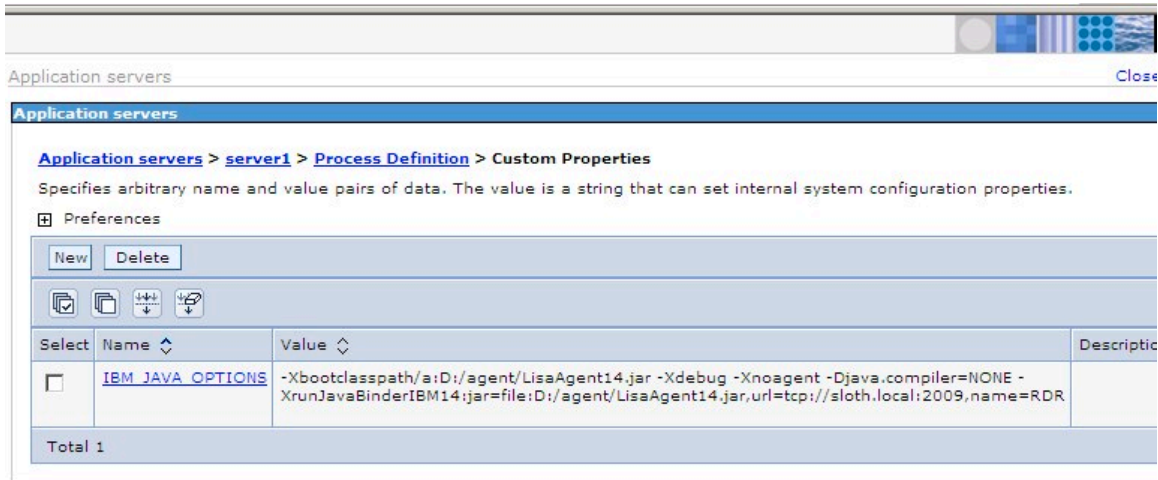 Application servers
Close
Application servers
Application servers > server1 > Process Definition > Custom Properties
Specifies arbitrary name and value pairs of data. The value is a string that can set internal system configuration properties.
Preferences
New Delete
Select Name Value Descriptio
IBM_JAVA_OPTIONS -Xbootclasspath/a:D:/agent/LisaAgent14.jar -Xdebug -Xnoagent -Djava.compiler=NONE -
XrunJavaBinderIBM14:jar=file:D:/agent/LisaAgent14.jar,url=tcp://sloth.local:2009,name=RDR
Total 1